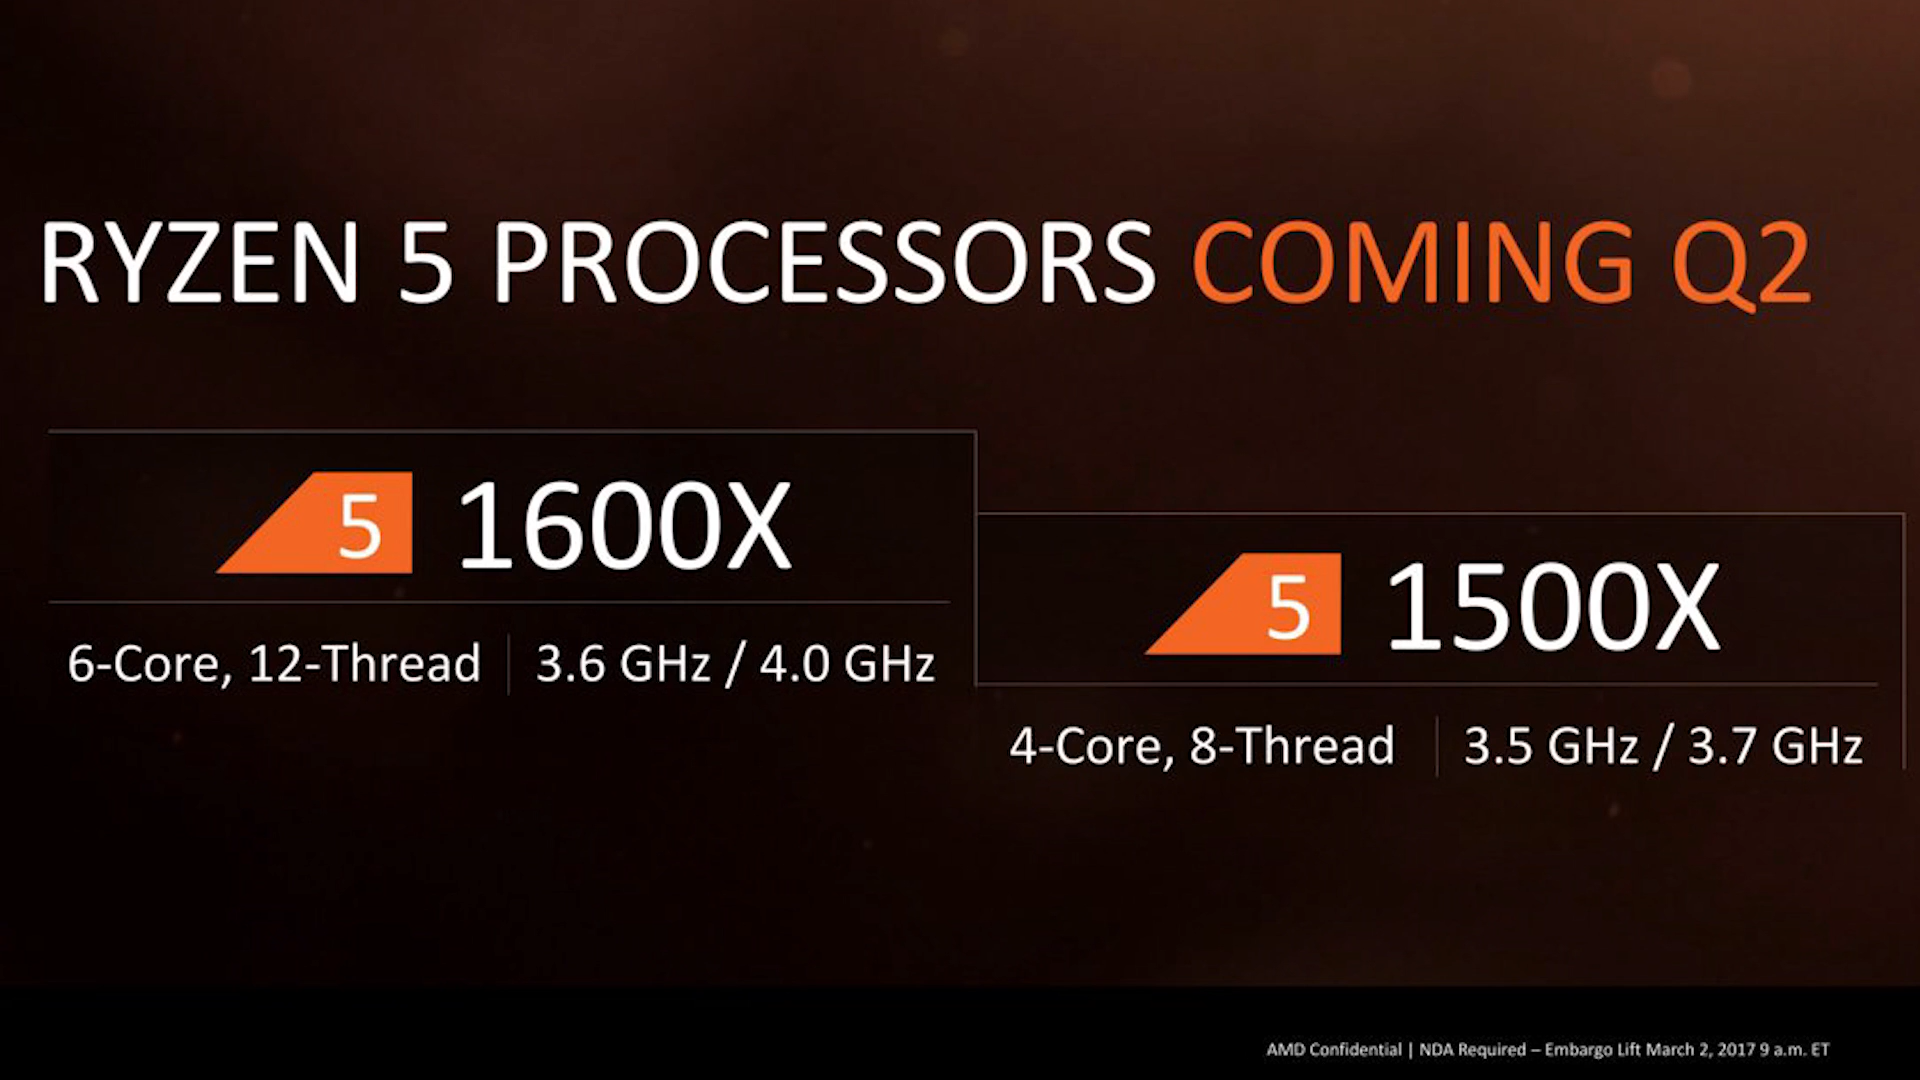 RYZEN 5 PROCESSORS COMING Q2
5 1600X
6-Core, 12-Thread | 3.6 GHz / 4.0 GHz
5 1500X
4-Core, 8-Thread | 3.5 GHz / 3.7 GHz
AMD Confidential | NDA Required – Embargo Lift March 2, 2017 9 a.m. ET